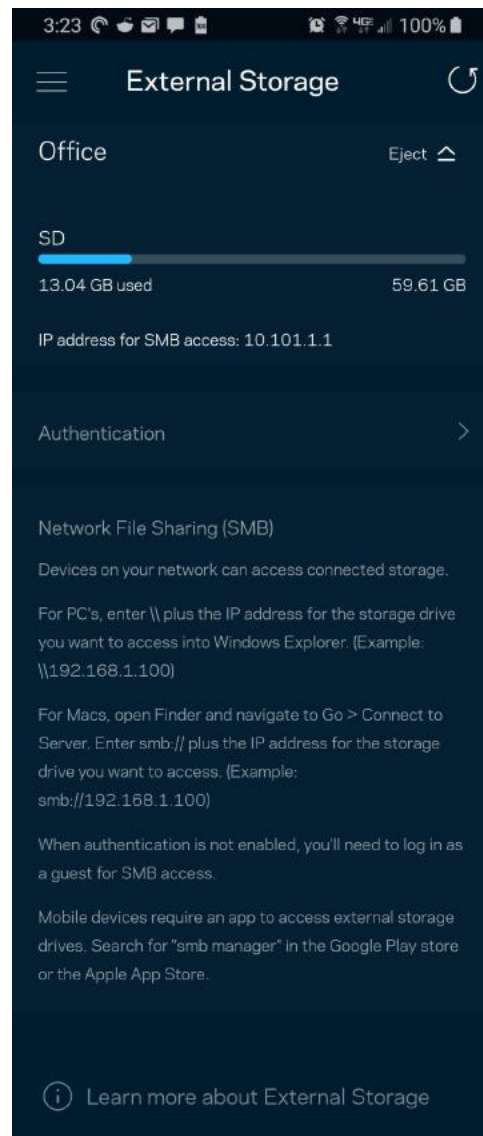 3:23 4GE 100%
External Storage
Office Eject
SD
13.04 GB used 59.61 GB
IP address for SMB access: 10.101.1.1
Authentication
Network File Sharing (SMB)
Devices on your network can access connected storage.
For PC's, enter \\ plus the IP address for the storage drive
you want to access into Windows Explorer. (Example:
\\192.168.1.100)
For Macs, open Finder and navigate to Go > Connect to
Server. Enter smb:// plus the IP address for the storage
drive you want to access. (Example:
smb://192.168.1.100)
When authentication is not enabled, you'll need to log in as
a guest for SMB access.
Mobile devices require an app to access external storage
drives. Search for "smb manager" in the Google Play store
or the Apple App Store.
Learn more about External Storage